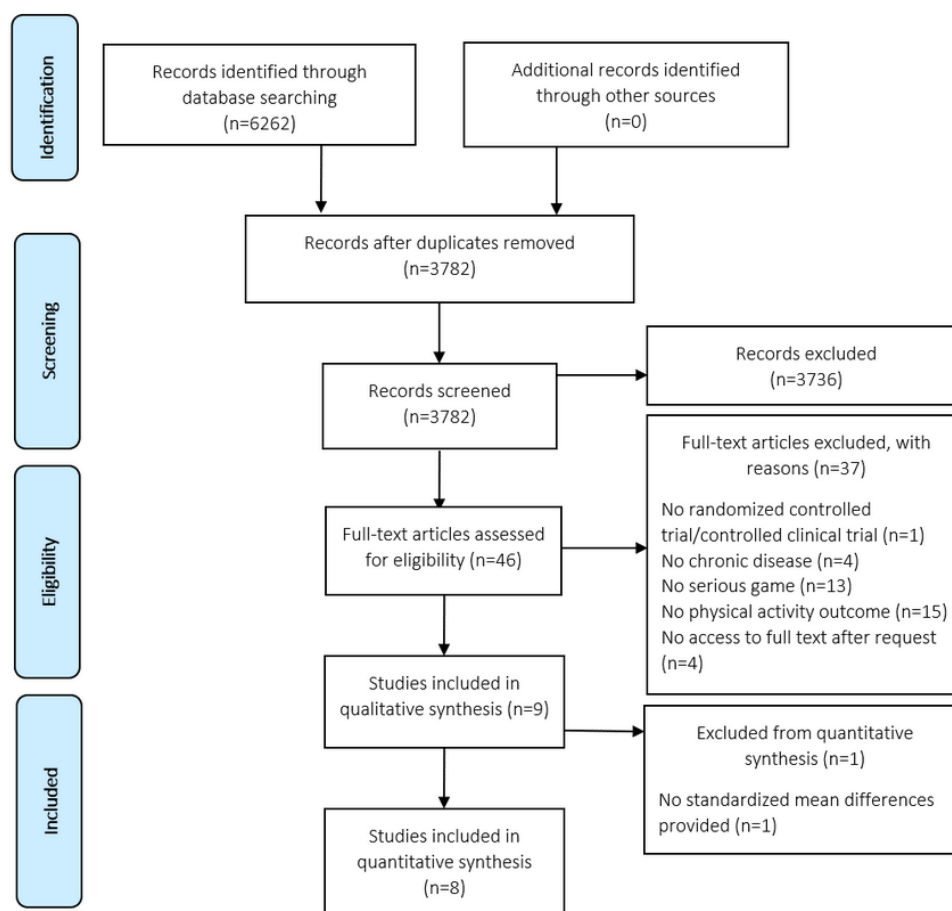 Identification
Records identified through
database searching
(n=6262)
Additional records identified
through other sources
(n=0)
Records after duplicates removed
(n=3782)
Screening
Records screened
(n=3782)
Records excluded
(n=3736)
Eligibility
Full-text articles assessed
for eligibility (n=46)
Full-text articles excluded, with
reasons (n=37)
No randomized controlled
trial/controlled clinical trial (n=1)
No chronic disease (n=4)
No serious game (n=13)
No physical activity outcome (n=15)
No access to full text after request
(n=4)
Studies included in
qualitative synthesis (n=9)
Included
Excluded from quantitative
synthesis (n=1)
No standardized mean differences
provided (n=1)
Studies included in
quantitative synthesis
(n=8)